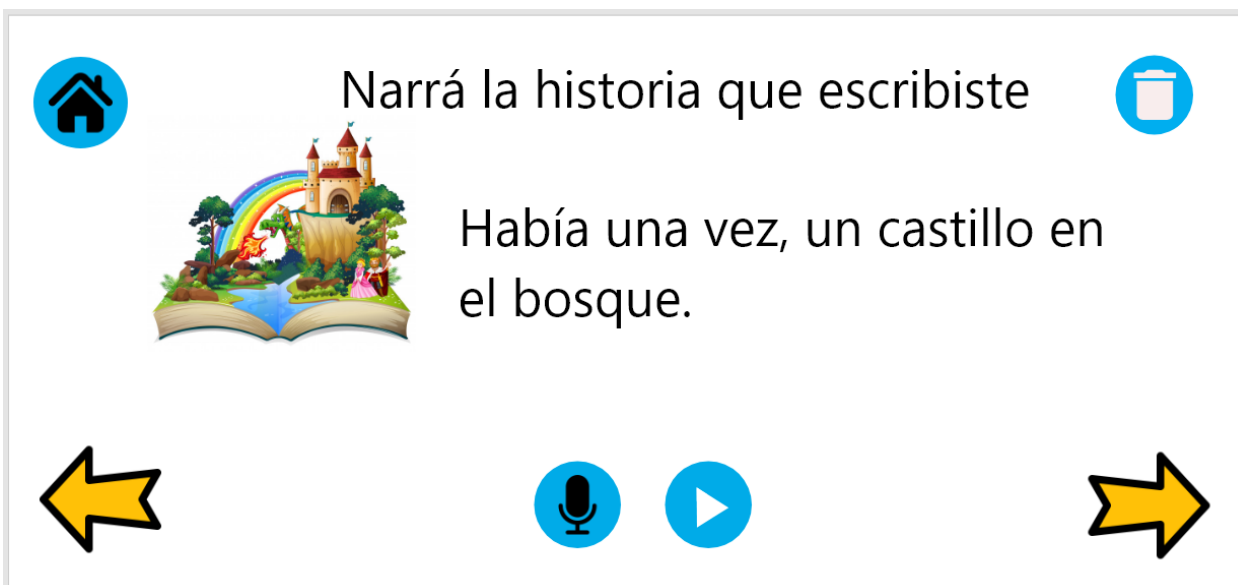 Narrá la historia que escribiste
Había una vez, un castillo en
el bosque.